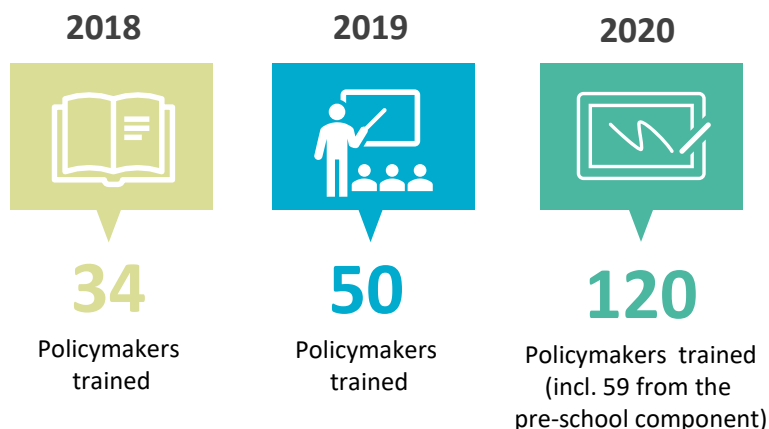 2018
34
Policymakers
trained
2019
50
Policymakers
trained
2020
120
Policymakers trained
(incl. 59 from the
pre-school component)